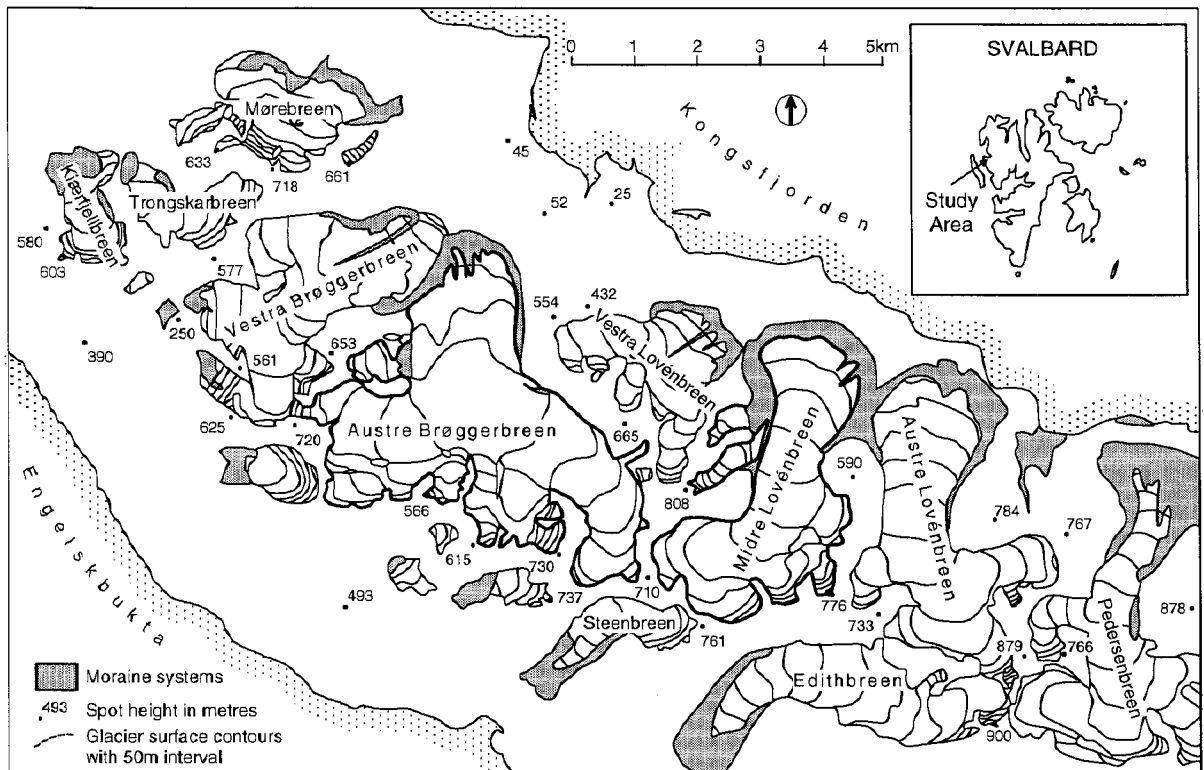 0 1 2 3 4 5km
SVALBARD
Study
Area
Kongsfjorden
Mørebreen
633
718
661
45
52
25
Kiærfjellbreen
Trongskarbreen
580
603
577
Vestra Brøggerbreen
250
390
561
653
554
432
Vestra Lovénbreen
625
720
Austre Brøggerbreen
665
566
808
Midre Lovénbreen
590
Austre Lovénbreen
784
767
615
730
737
710
776
733
493
Steenbreen
761
Edithbreen
879
766
Pedersenbreen
878
900
Engelskbukta
Moraine systems
493 Spot height in metres
Glacier surface contours
with 50m interval